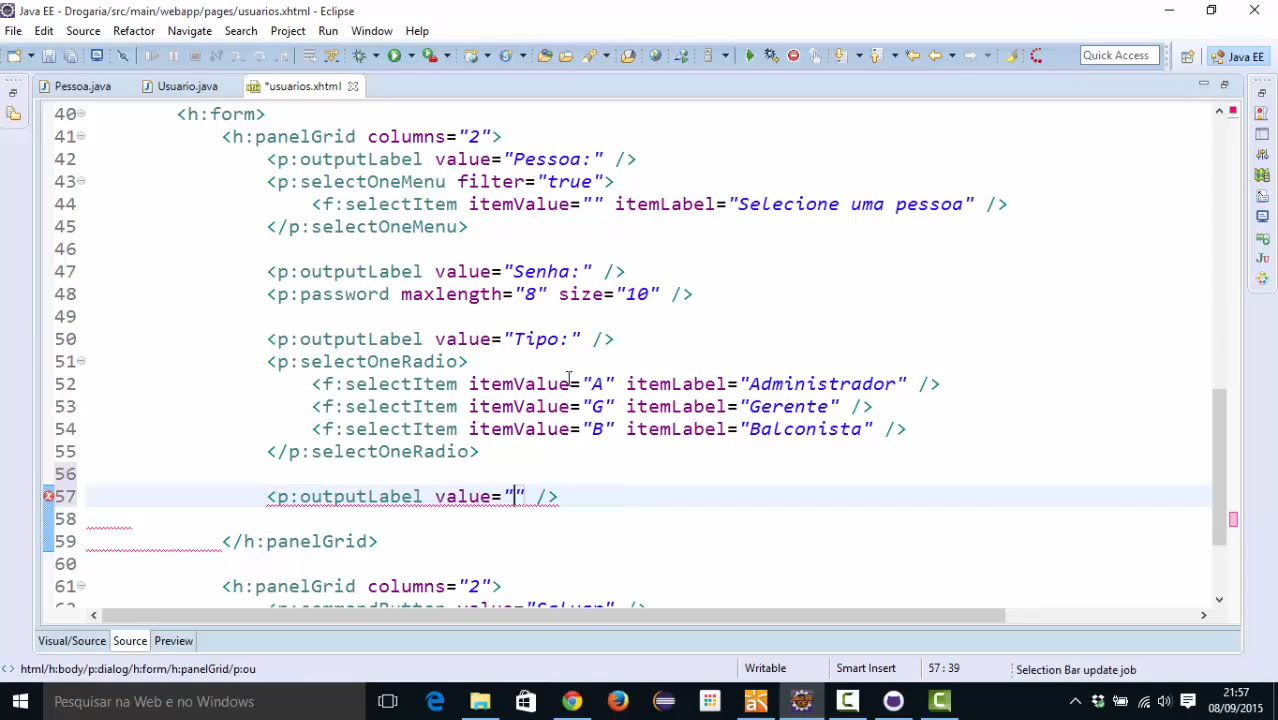 Java EE - Drogaria/src/main/webapp/pages/usuarios.xhtml - Eclipse
File Edit Source Refactor Navigate Search Project Run Window Help
Quick Access
Java EE
Pessoa.java Usuario.java *usuarios.xhtml
40 <h:form>
41 <h:panelGrid columns="2">
42 <p:outputLabel value="Pessoa:" />
43 <p:selectOneMenu filter="true">
44 <f:selectItem itemValue="" itemLabel="Selecione uma pessoa" />
45 </p:selectOneMenu>
46
47 <p:outputLabel value="Senha:" />
48 <p:password maxlength="8" size="10" />
49
50 <p:outputLabel value="Tipo:" />
51 <p:selectOneRadio>
52 <f:selectItem itemValue="A" itemLabel="Administrador" />
53 <f:selectItem itemValue="G" itemLabel="Gerente" />
54 <f:selectItem itemValue="B" itemLabel="Balconista" />
55 </p:selectOneRadio>
56
57 <p:outputLabel value="" />
58
59 </h:panelGrid>
60
61 <h:panelGrid columns="2">
62 <p:commandButton value="Salvar" />
Visual/Source Source Preview
html/h:body/p:dialog/h:form/h:panelGrid/p:ou Writable Smart Insert 57 : 39 Selection Bar update job
Pesquisar na Web e no Windows
21:57
08/09/2015